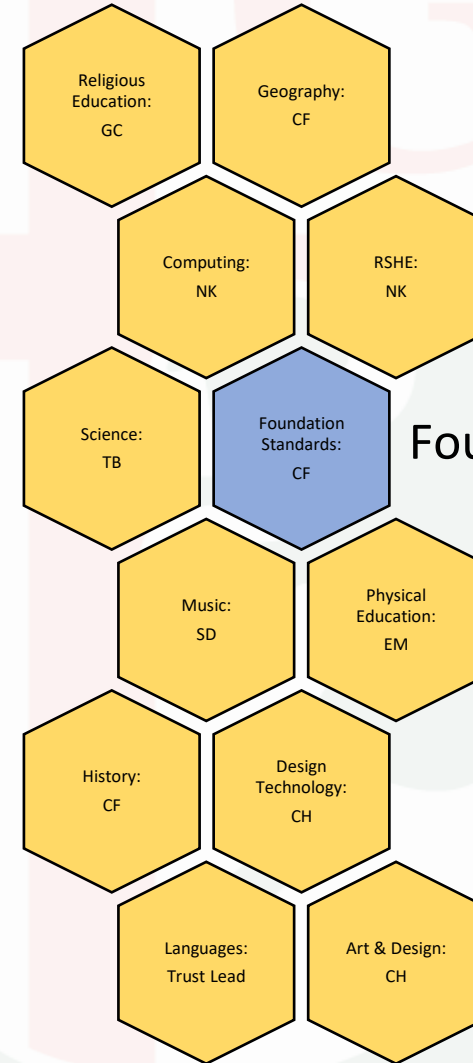 Religious
Education:
GC
Geography:
CF
Computing:
NK
RSHE:
NK
Science:
TB
Foundation
Standards:
CF
Fou
Music:
SD
Physical
Education:
EM
History:
CF
Design
Technology:
CH
Languages:
Trust Lead
Art & Design:
CH